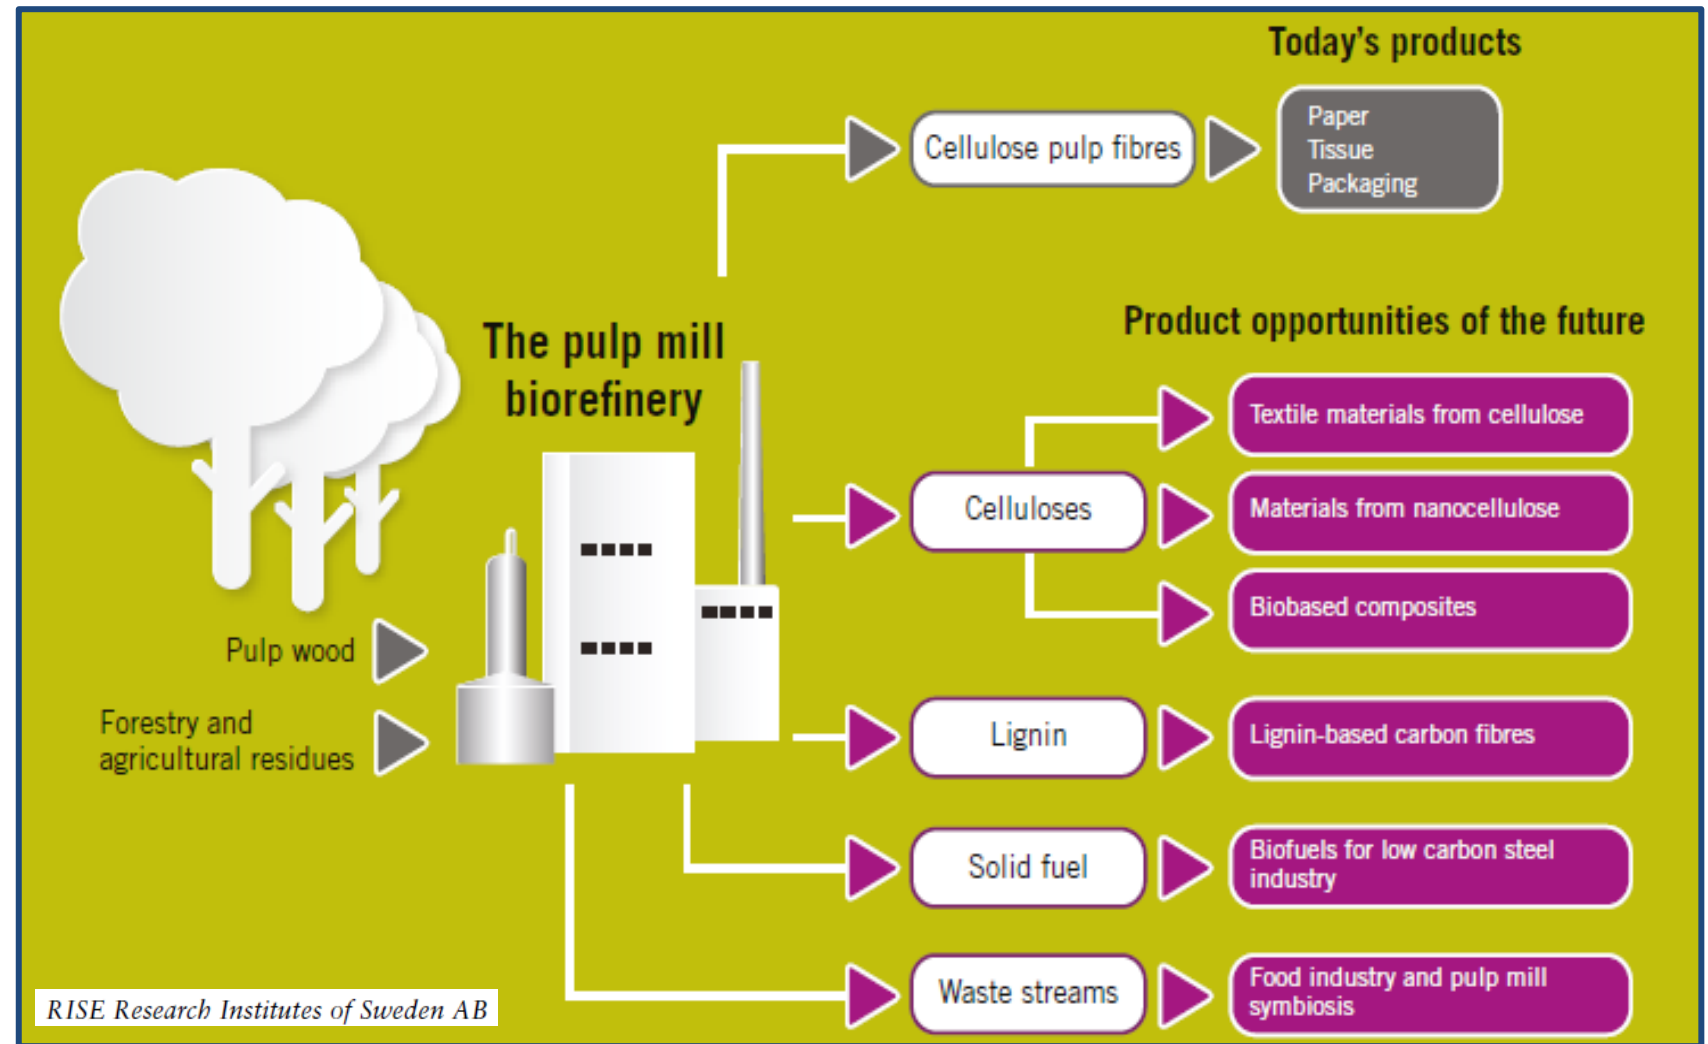 Today's products
Cellulose pulp fibres
Paper
Tissue
Packaging
Product opportunities of the future
The pulp mill
biorefinery
Textile materials from cellulose
Celluloses
Materials from nanocellulose
Biobased composites
Pulp wood
Forestry and
agricultural residues
Lignin
Lignin-based carbon fibres
Solid fuel
Biofuels for low carbon steel
industry
Waste streams
Food industry and pulp mill
symbiosis
RISE Research Institutes of Sweden AB